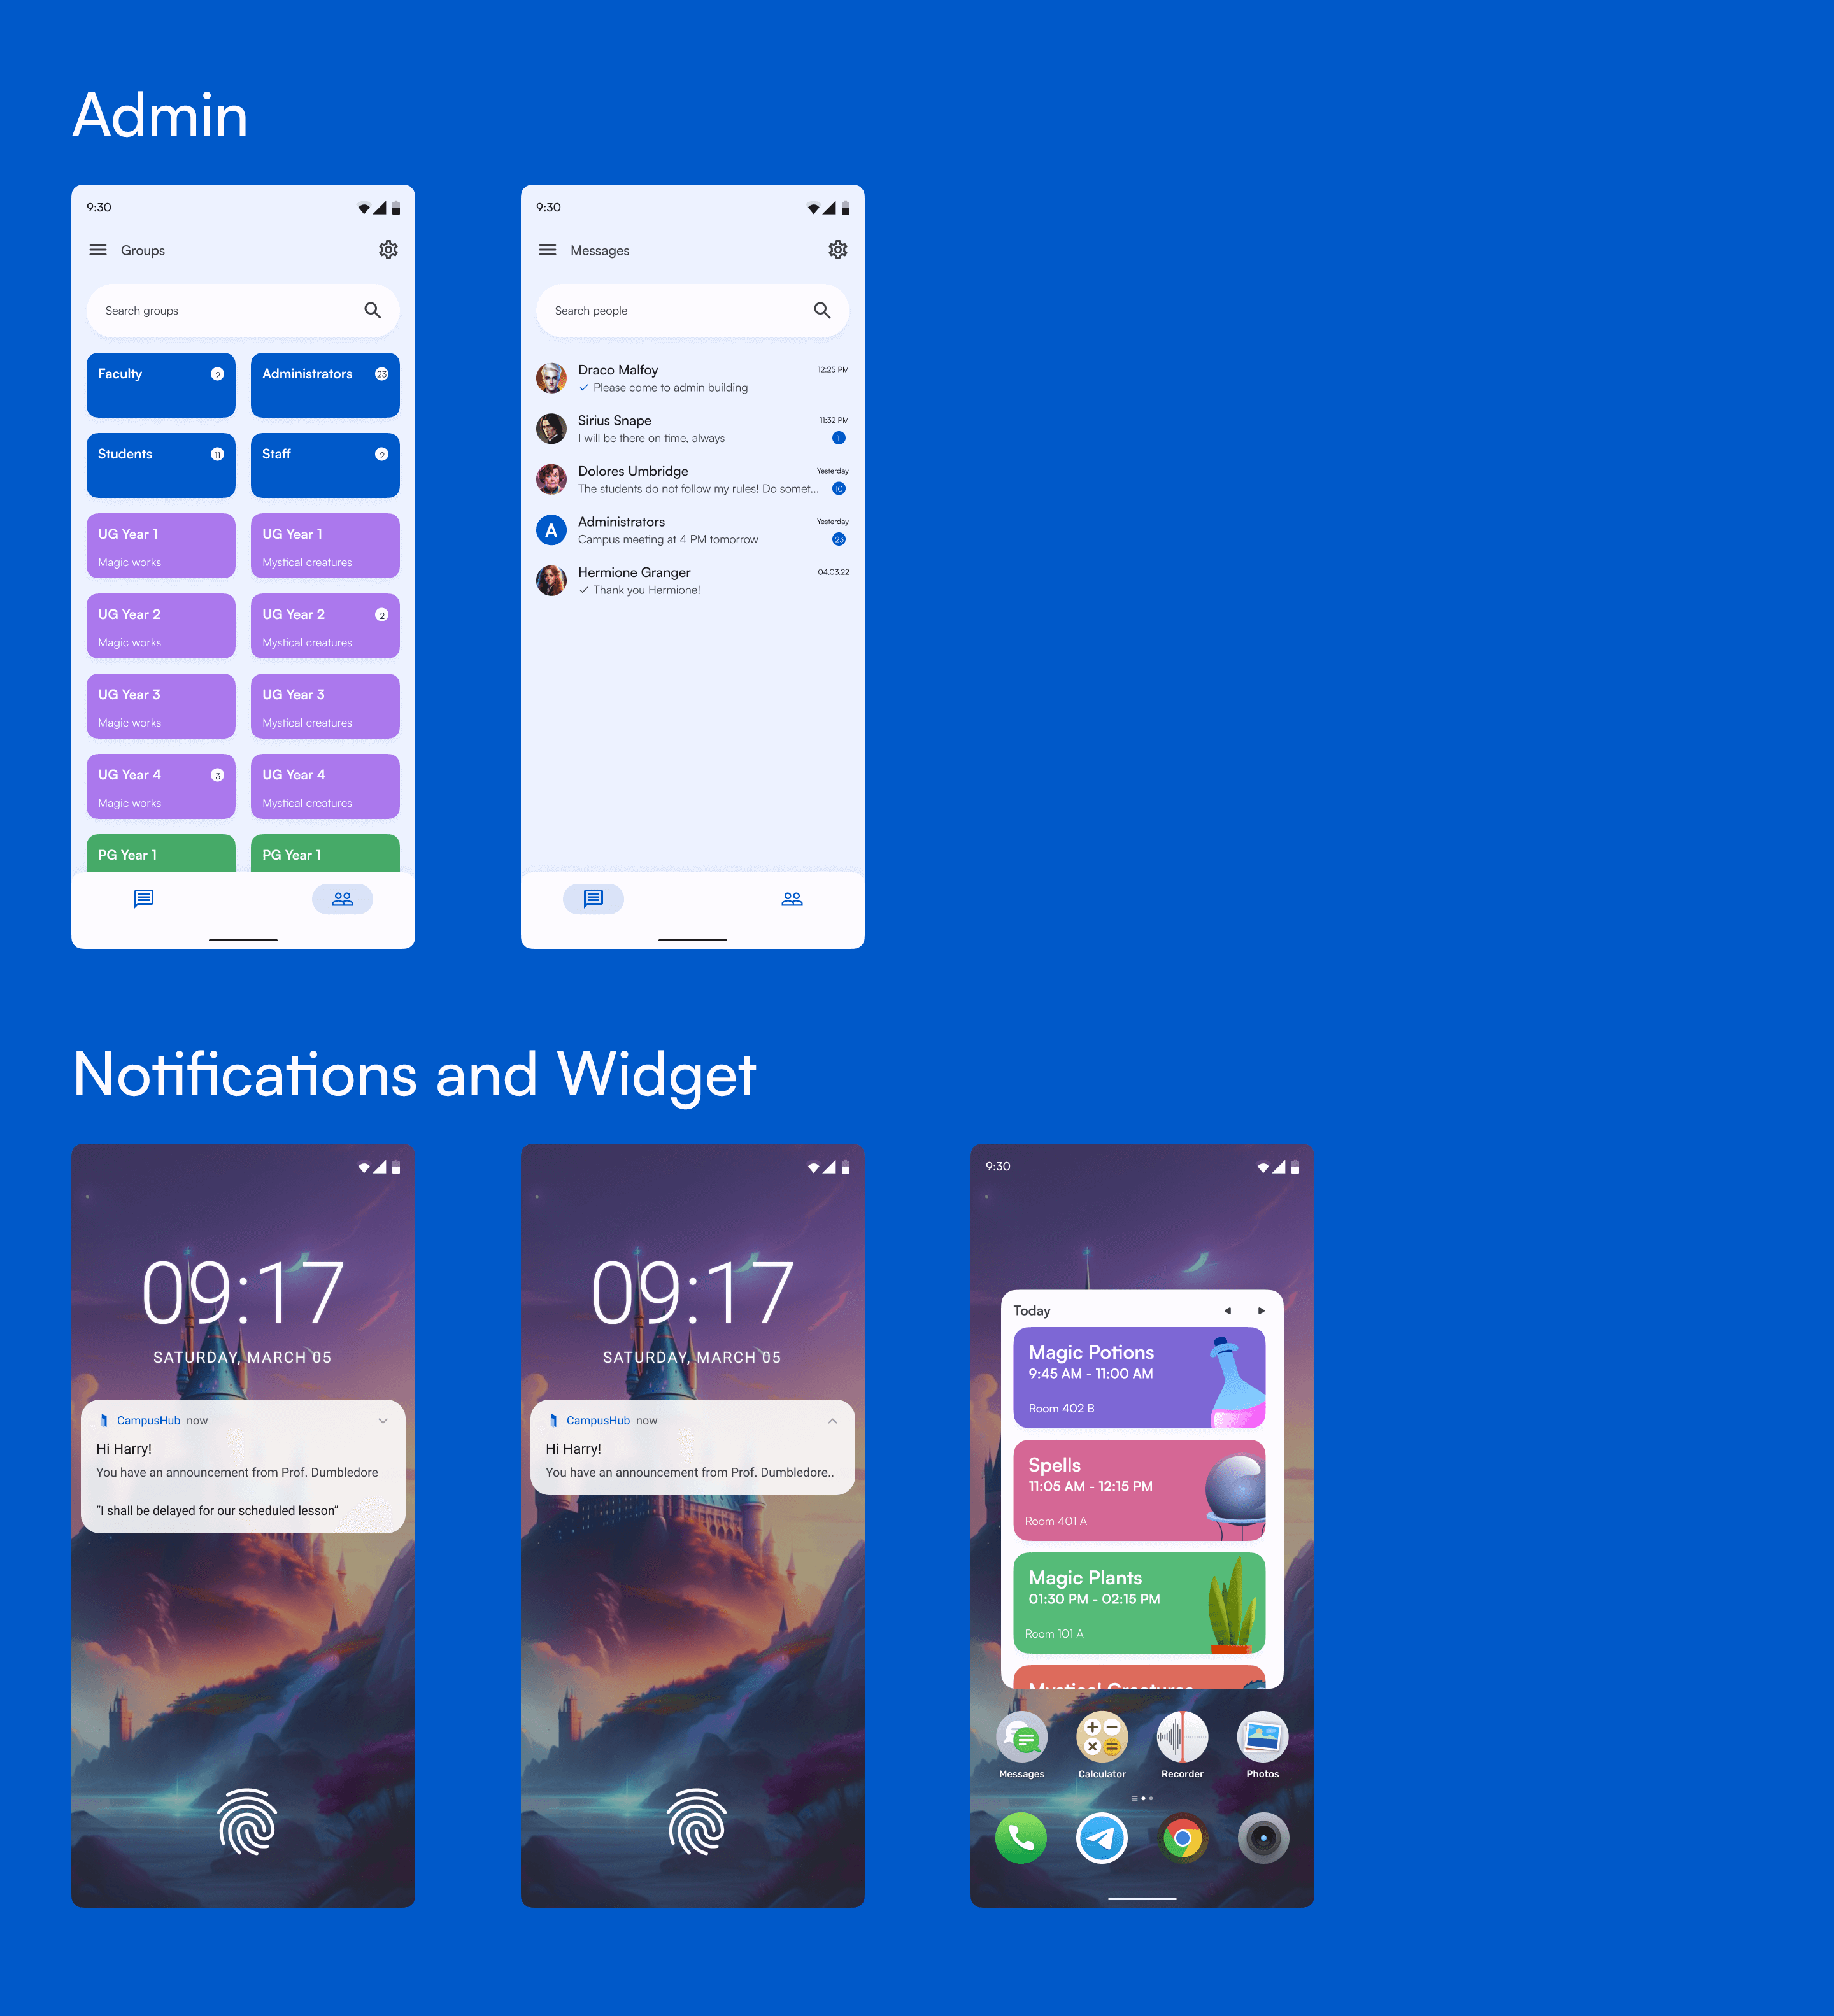 Admin
9:30
Groups
Search groups
Faculty 2
Administrators 23
Students 11
Staff 2
UG Year 1
Magic works
UG Year 1
Mystical creatures
UG Year 2
Magic works
UG Year 2 2
Mystical creatures
UG Year 3
Magic works
UG Year 3
Mystical creatures
UG Year 4 3
Magic works
UG Year 4
Mystical creatures
PG Year 1
PG Year 1
9:30
Messages
Search people
Draco Malfoy 12:25 PM
Please come to admin building
Sirius Snape 11:32 PM
I will be there on time, always 1
Dolores Umbridge Yesterday
The students do not follow my rules! Do somet... 10
A
Administrators Yesterday
Campus meeting at 4 PM tomorrow 23
Hermione Granger 04.03.22
Thank you Hermione!
Notifications and Widget
09:17
SATURDAY, MARCH 05
CampusHub now
Hi Harry!
You have an announcement from Prof. Dumbledore
“I shall be delayed for our scheduled lesson”
09:17
SATURDAY, MARCH 05
CampusHub now
Hi Harry!
You have an announcement from Prof. Dumbledore..
9:30
Today
Magic Potions
9:45 AM - 11:00 AM
Room 402 B
Spells
11:05 AM - 12:15 PM
Room 401 A
Magic Plants
01:30 PM - 02:15 PM
Room 101 A
Mystical Creatures
Messages
Calculator
Recorder
Photos